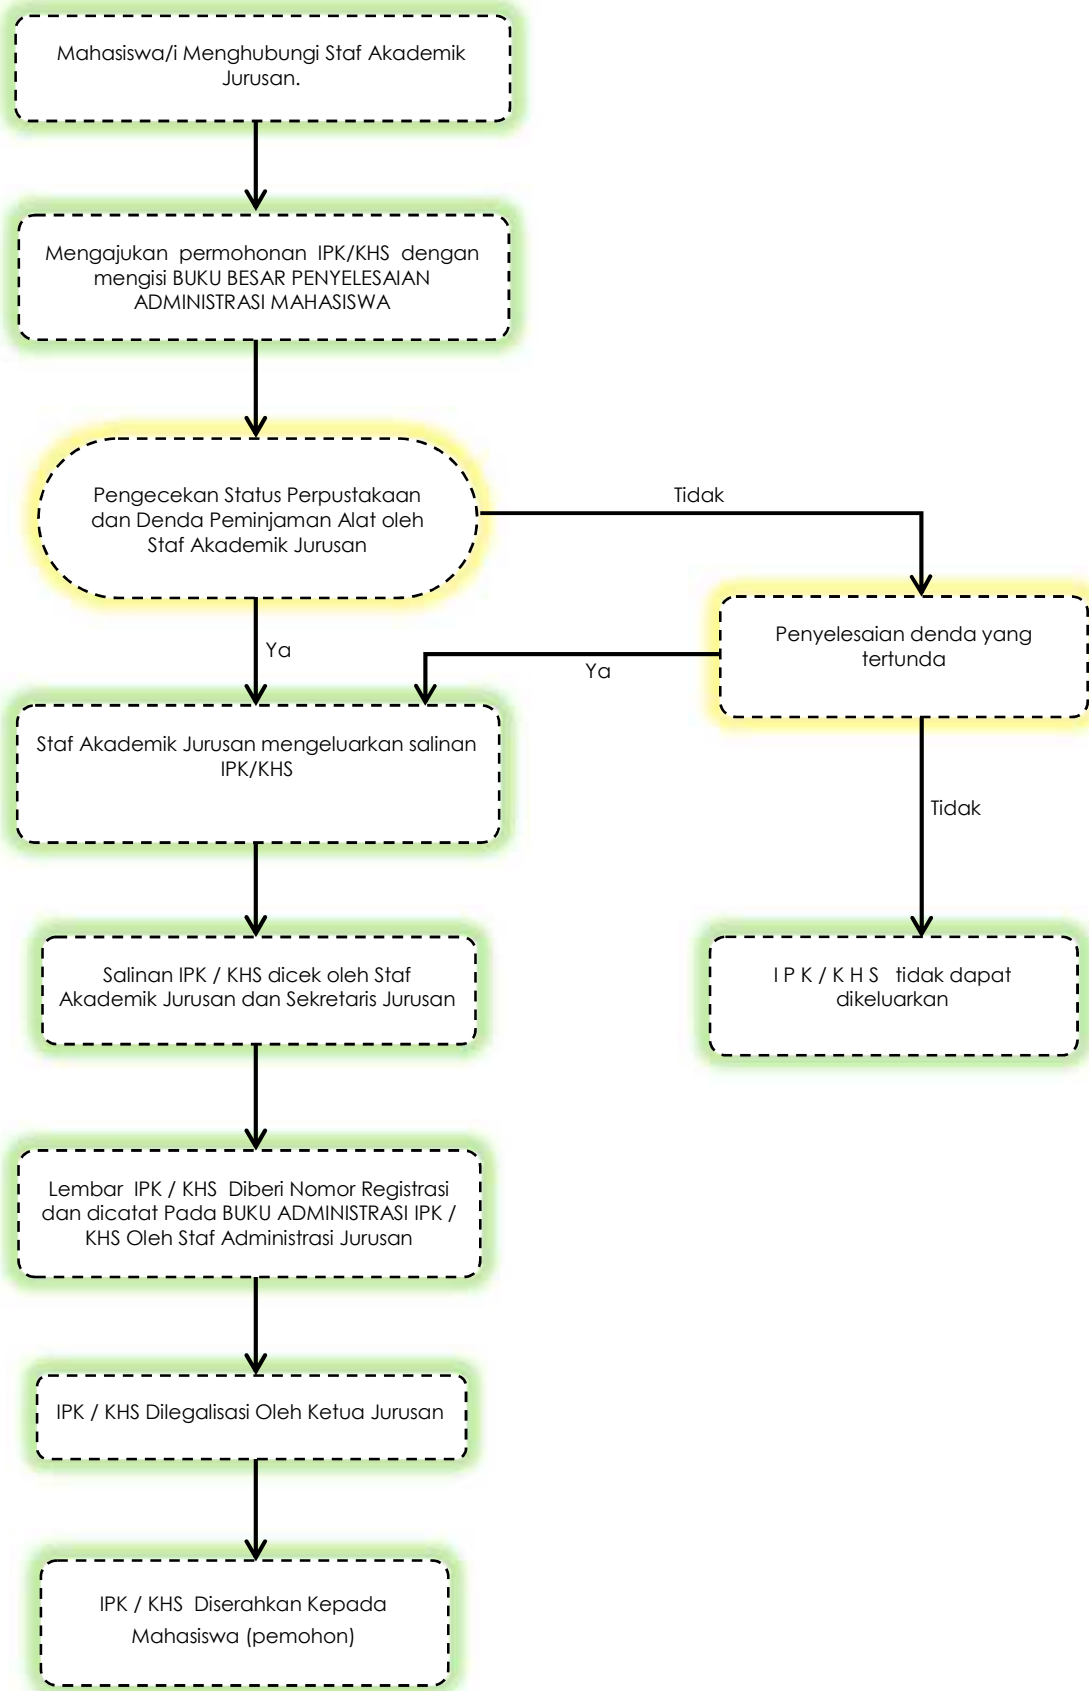 Mahasiswa/i Menghubungi Staf Akademik
Jurusan.
Mengajukan permohonan IPK/KHS dengan
mengisi BUKU BESAR PENYELESAIAN
ADMINISTRASI MAHASISWA
Pengecekan Status Perpustakaan
dan Denda Peminjaman Alat oleh
Staf Akademik Jurusan
Tidak
Penyelesaian denda yang
tertunda
Ya
Ya
Staf Akademik Jurusan mengeluarkan salinan
IPK/KHS
Tidak
Salinan IPK / KHS dicek oleh Staf
Akademik Jurusan dan Sekretaris Jurusan
I P K / K H S tidak dapat
dikeluarkan
Lembar IPK / KHS Diberi Nomor Registrasi
dan dicatat Pada BUKU ADMINISTRASI IPK /
KHS Oleh Staf Administrasi Jurusan
IPK / KHS Dilegalisasi Oleh Ketua Jurusan
IPK / KHS Diserahkan Kepada
Mahasiswa (pemohon)